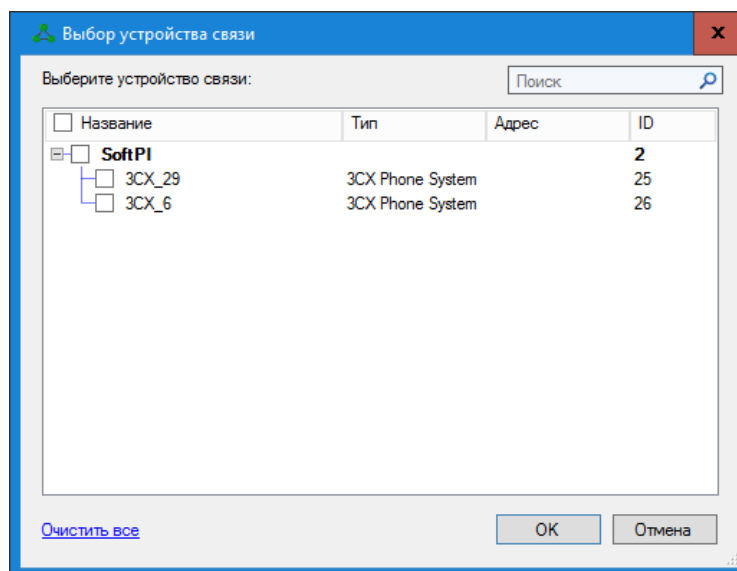 Выбор устройства связи
x
Выберите устройство связи:
Поиск
Название Тип Адрес ID
SoftPI 2
3CX_29 3CX Phone System 25
3CX_6 3CX Phone System 26
Очистить все
OK Отмена